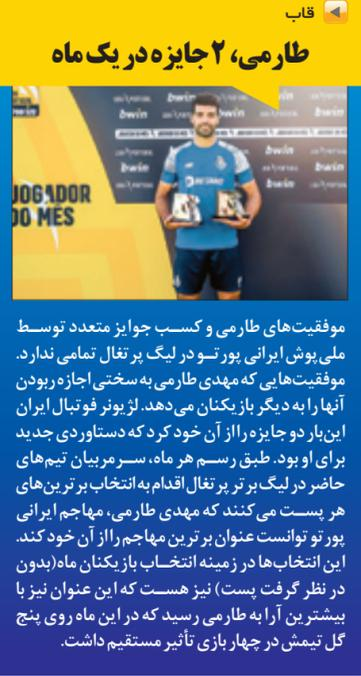 قاب
طارمی، ۲ جایزه در یک ماه
bwin
bwin
bwin
bwin
JOGADOR
DO MÊS
موفقیت‌های طارمی و کسب جوایز متعدد توسط
ملی‌پوش ایرانی پورتو در لیگ پرتغال تمامی ندارد.
موفقیت‌هایی که مهدی طارمی به سختی اجازه ربودن
آنها را به دیگر بازیکنان می‌دهد. لژیونر فوتبال ایران
این‌بار دو جایزه را از آن خود کرد که دستاوردی جدید
برای او بود. طبق رسم هر ماه، سرمربیان تیم‌های
حاضر در لیگ برتر پرتغال اقدام به انتخاب برترین‌های
هر پست می‌کنند که مهدی طارمی، مهاجم ایرانی
پورتو توانست عنوان برترین مهاجم را از آن خود کند.
این انتخاب‌ها در زمینه انتخاب بازیکنان ماه(بدون
در نظر گرفت پست) نیز هست که این عنوان نیز با
بیشترین آرا به طارمی رسید که در این ماه روی پنج
گل تیمش در چهار بازی تأثیر مستقیم داشت.